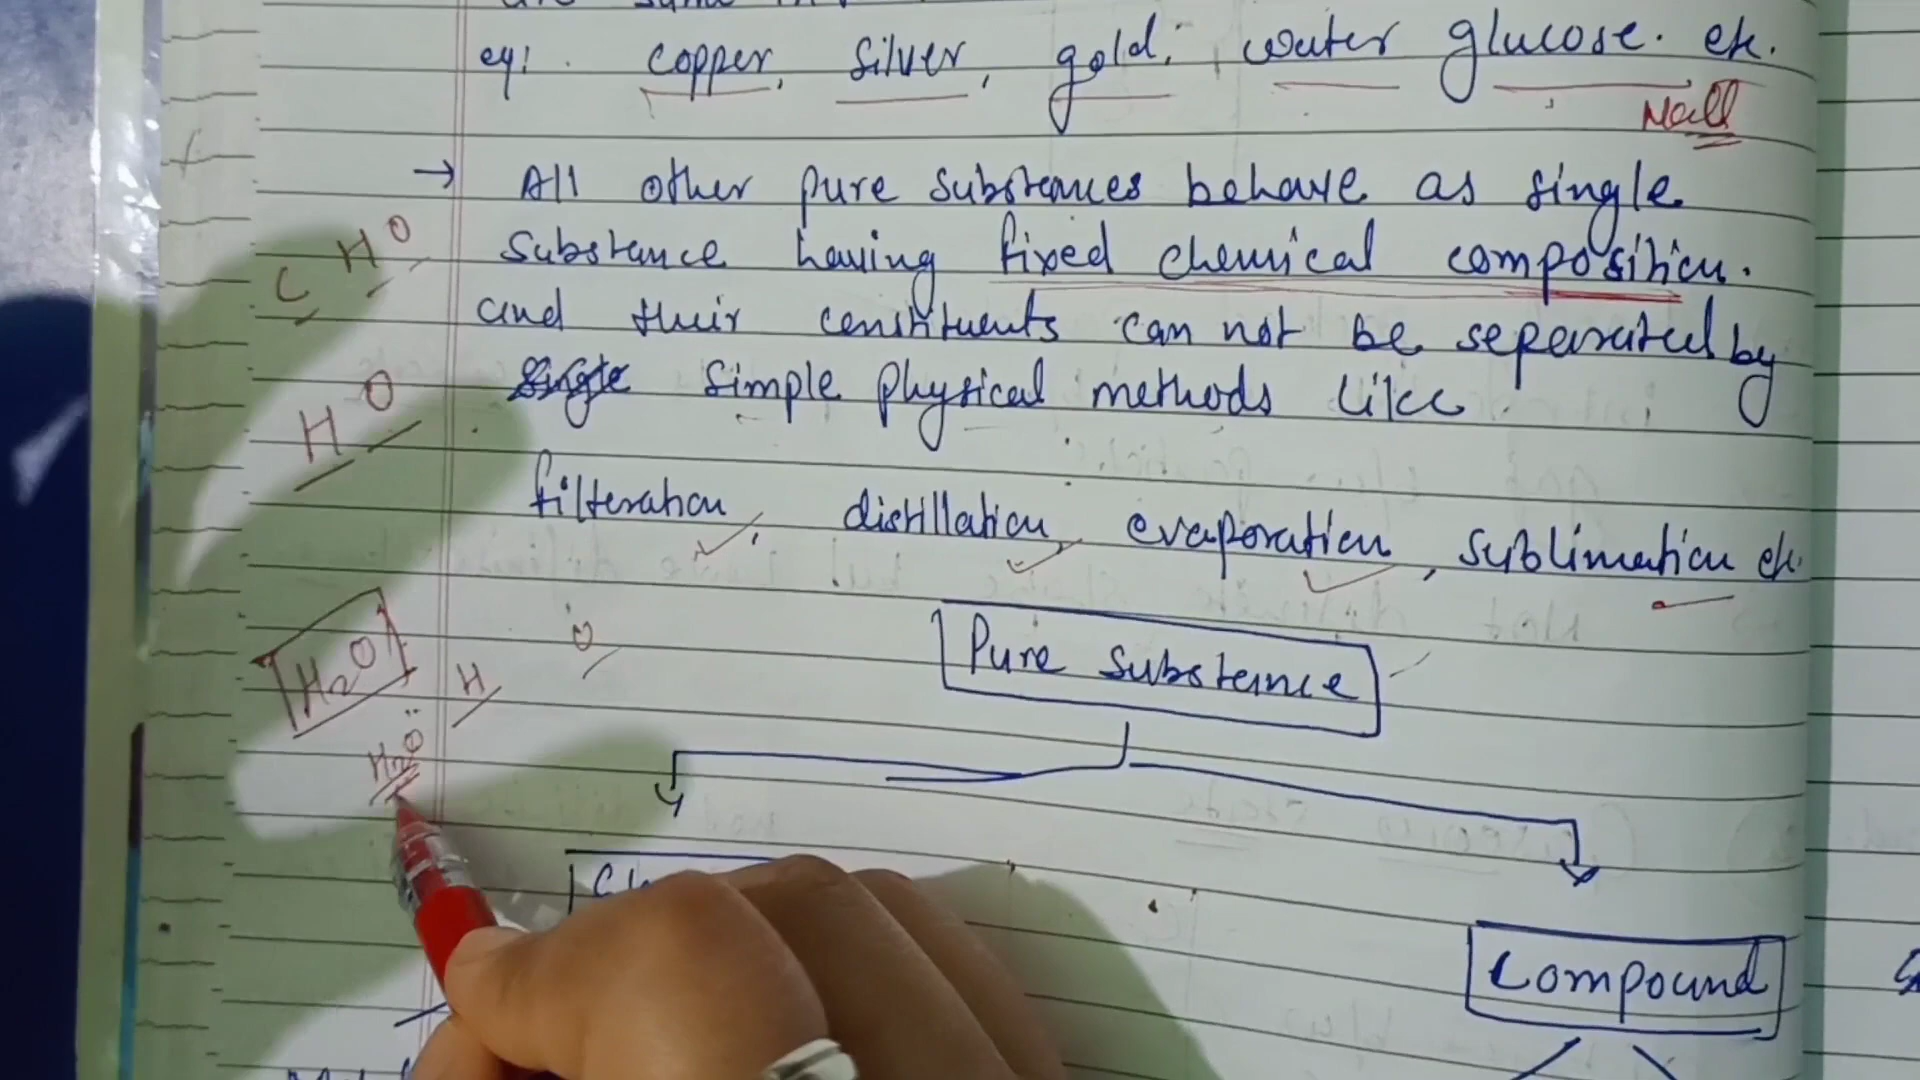 eg: copper, silver, gold, water glucose. etc.
NaCl
→ All other pure substances behave as single
C H O
substance having fixed chemical composition.
and their constituents can not be separated by
H O
single simple physical methods like
filteration, distillation, evaporation, sublimation etc.
H2O H O
Pure substance
H2O
Compound